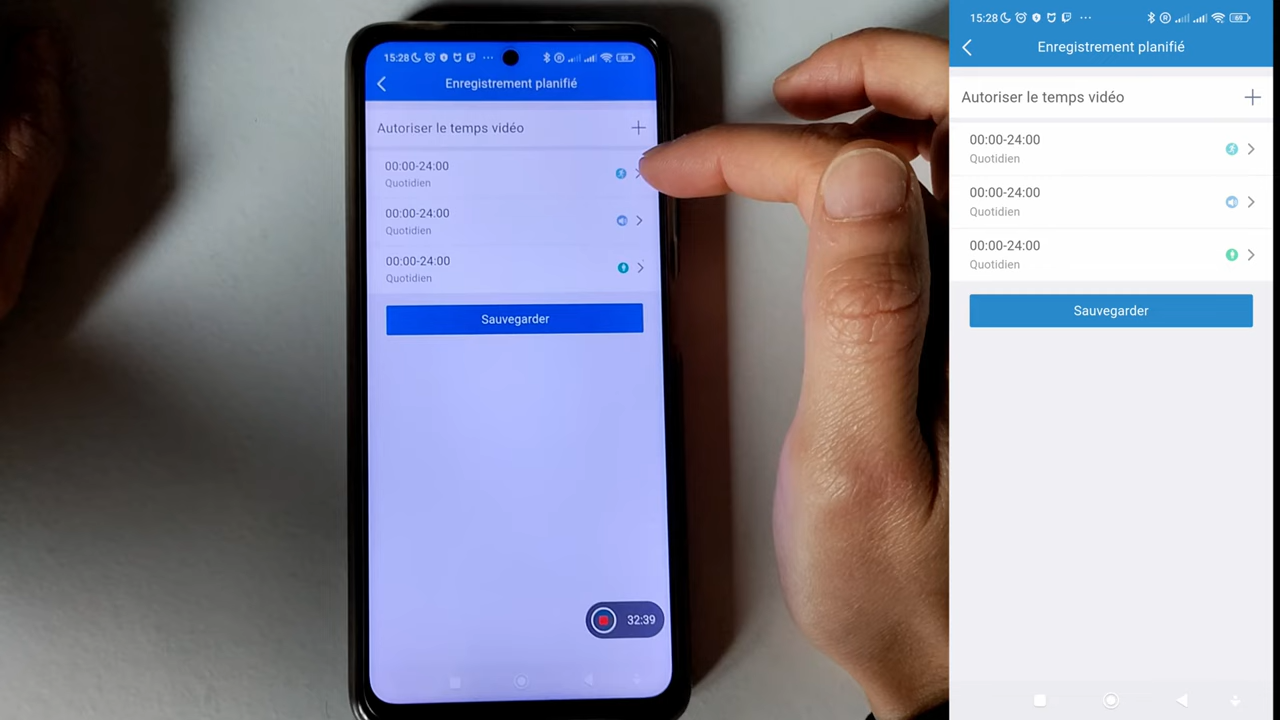 15:28
Enregistrement planifié
Autoriser le temps vidéo
00:00-24:00
Quotidien
00:00-24:00
Quotidien
00:00-24:00
Quotidien
Sauvegarder
32:39
15:28
69
Enregistrement planifié
Autoriser le temps vidéo
00:00-24:00
Quotidien
00:00-24:00
Quotidien
00:00-24:00
Quotidien
Sauvegarder